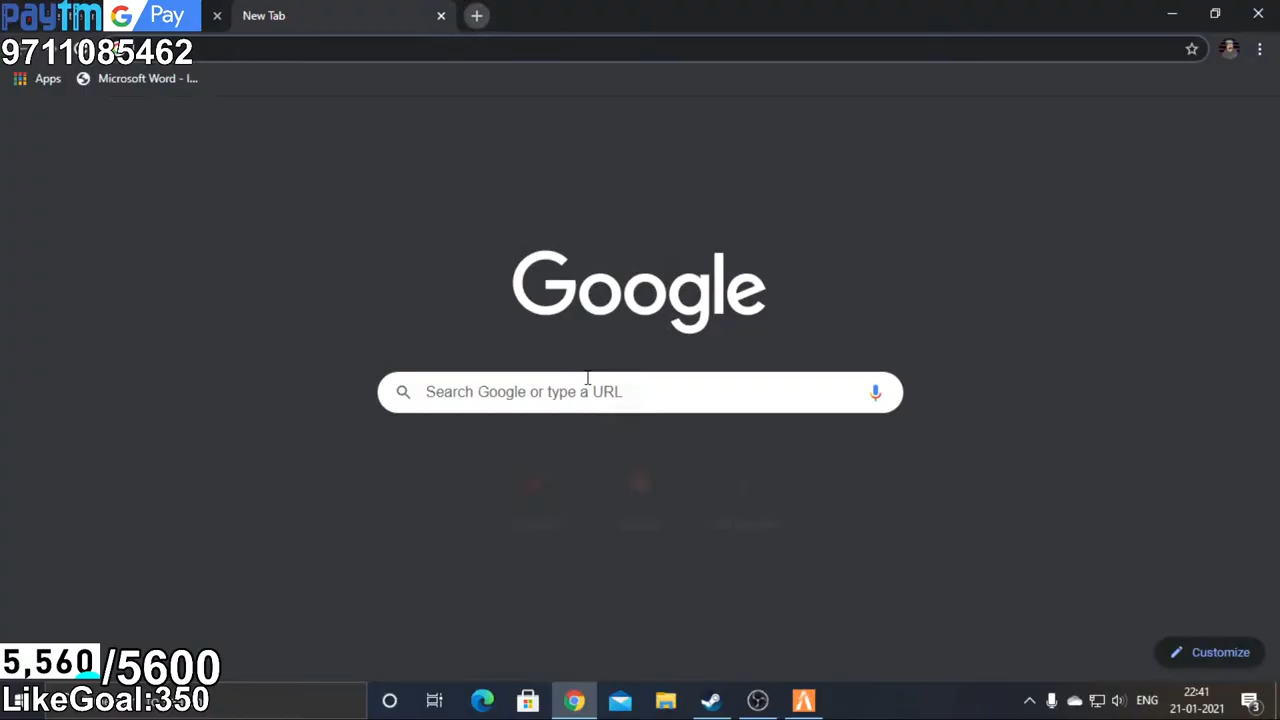 paytm G Pay
New Tab
9711085462
Apps
Microsoft Word - I...
Google
Search Google or type a URL
Customize
5,560/5600
LikeGoal:350
ENG
22:41
21-01-2021
3